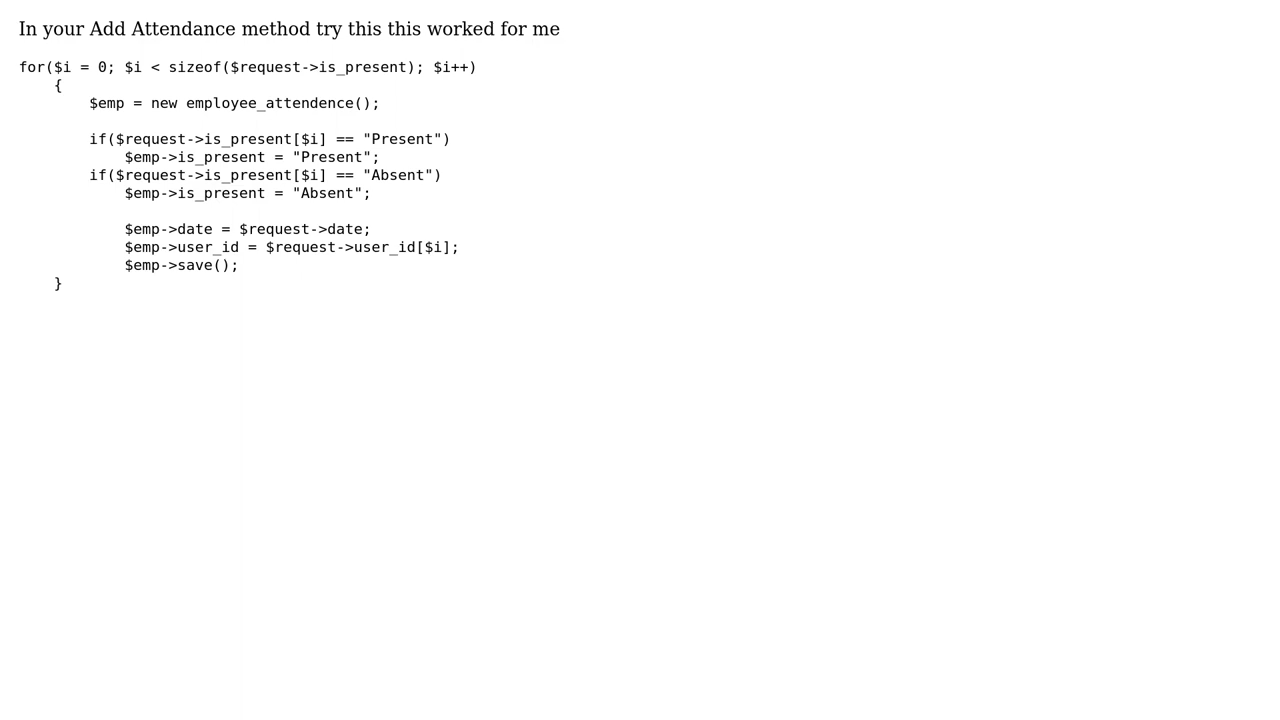 In your Add Attendance method try this this worked for me
for($i = 0; $i < sizeof($request->is_present); $i++)
    {
        $emp = new employee_attendence();

        if($request->is_present[$i] == "Present")
            $emp->is_present = "Present";
        if($request->is_present[$i] == "Absent")
            $emp->is_present = "Absent";

            $emp->date = $request->date;
            $emp->user_id = $request->user_id[$i];
            $emp->save();
    }